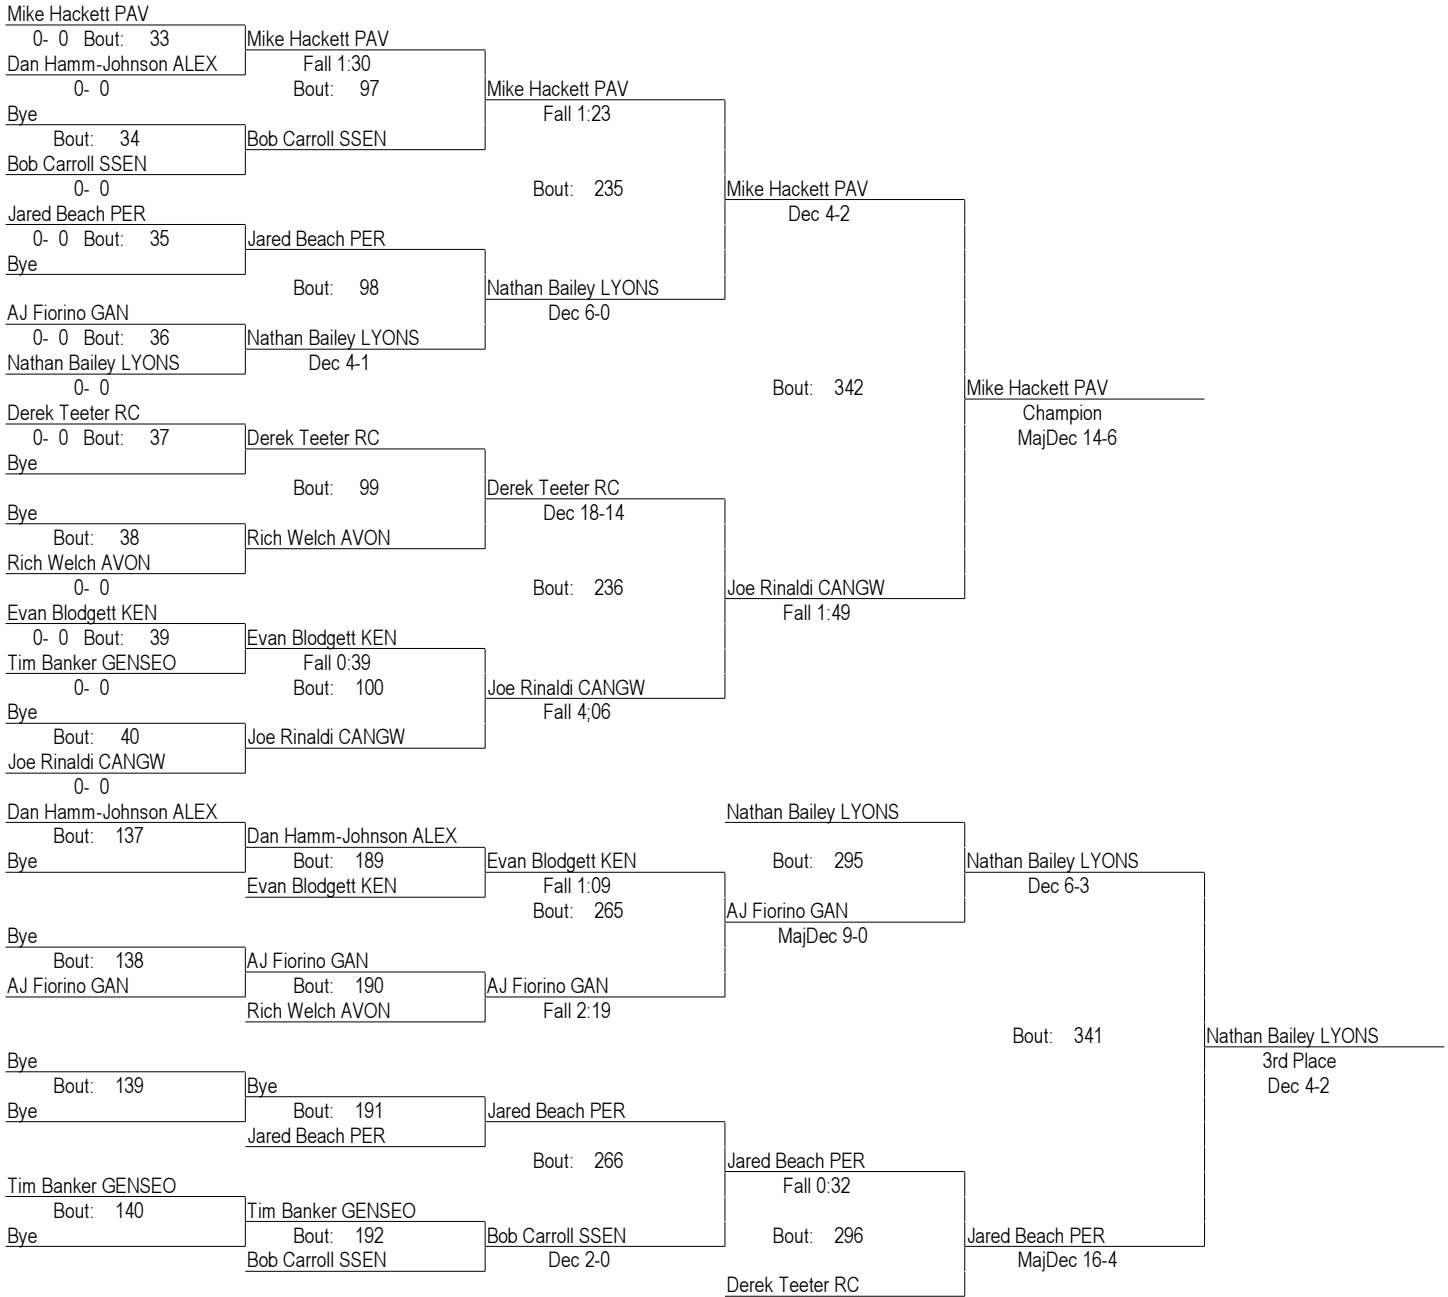 Mike Hackett PAV
0- 0 Bout: 33 Mike Hackett PAV
Dan Hamm-Johnson ALEX Fall 1:30
0- 0 Bout: 97 Mike Hackett PAV
Bye Fall 1:23
Bout: 34 Bob Carroll SSEN
Bob Carroll SSEN
0- 0 Bout: 235 Mike Hackett PAV
Jared Beach PER Dec 4-2
0- 0 Bout: 35 Jared Beach PER
Bye
Bout: 98 Nathan Bailey LYONS
AJ Fiorino GAN Dec 6-0
0- 0 Bout: 36 Nathan Bailey LYONS
Nathan Bailey LYONS Dec 4-1
0- 0 Bout: 342 Mike Hackett PAV
Derek Teeter RC Champion
0- 0 Bout: 37 Derek Teeter RC MajDec 14-6
Bye
Bout: 99 Derek Teeter RC
Bye Dec 18-14
Bout: 38 Rich Welch AVON
Rich Welch AVON
0- 0 Bout: 236 Joe Rinaldi CANGW
Evan Blodgett KEN Fall 1:49
0- 0 Bout: 39 Evan Blodgett KEN
Tim Banker GENSEO Fall 0:39
0- 0 Bout: 100 Joe Rinaldi CANGW
Bye Fall 4;06
Bout: 40 Joe Rinaldi CANGW
Joe Rinaldi CANGW
0- 0
Dan Hamm-Johnson ALEX Nathan Bailey LYONS
Bout: 137 Dan Hamm-Johnson ALEX
Bye Bout: 189 Evan Blodgett KEN Bout: 295 Nathan Bailey LYONS
Evan Blodgett KEN Fall 1:09 Dec 6-3
Bout: 265 AJ Fiorino GAN
Bye MajDec 9-0
Bout: 138 AJ Fiorino GAN
AJ Fiorino GAN Bout: 190 AJ Fiorino GAN
Rich Welch AVON Fall 2:19
Bout: 341 Nathan Bailey LYONS
Bye 3rd Place
Bout: 139 Bye Dec 4-2
Bye Bout: 191 Jared Beach PER
Jared Beach PER
Bout: 266 Jared Beach PER
Tim Banker GENSEO Fall 0:32
Bout: 140 Tim Banker GENSEO
Bye Bout: 192 Bob Carroll SSEN Bout: 296 Jared Beach PER
Bob Carroll SSEN Dec 2-0 MajDec 16-4
Derek Teeter RC